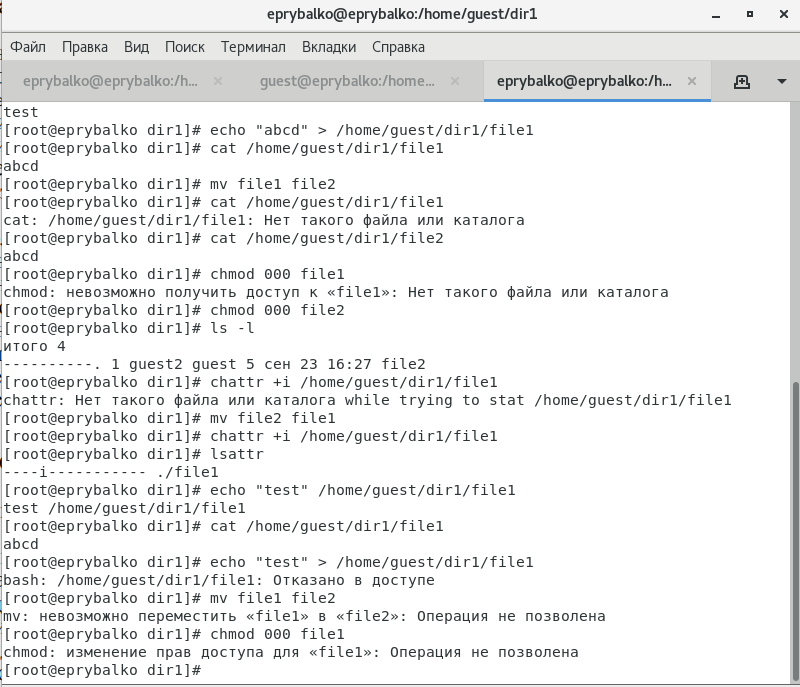 eprybalko@eprybalko:/home/guest/dir1
Файл Правка Вид Поиск Терминал Вкладки Справка
eprybalko@eprybalko:/h... guest@eprybalko:/home... eprybalko@eprybalko:/h...
test
[root@eprybalko dir1]# echo "abcd" > /home/guest/dir1/file1
[root@eprybalko dir1]# cat /home/guest/dir1/file1
abcd
[root@eprybalko dir1]# mv file1 file2
[root@eprybalko dir1]# cat /home/guest/dir1/file1
cat: /home/guest/dir1/file1: Нет такого файла или каталога
[root@eprybalko dir1]# cat /home/guest/dir1/file2
abcd
[root@eprybalko dir1]# chmod 000 file1
chmod: невозможно получить доступ к «file1»: Нет такого файла или каталога
[root@eprybalko dir1]# chmod 000 file2
[root@eprybalko dir1]# ls -l
итого 4
----------. 1 guest2 guest 5 сен 23 16:27 file2
[root@eprybalko dir1]# chattr +i /home/guest/dir1/file1
chattr: Нет такого файла или каталога while trying to stat /home/guest/dir1/file1
[root@eprybalko dir1]# mv file2 file1
[root@eprybalko dir1]# chattr +i /home/guest/dir1/file1
[root@eprybalko dir1]# lsattr
----i----------- ./file1
[root@eprybalko dir1]# echo "test" /home/guest/dir1/file1
test /home/guest/dir1/file1
[root@eprybalko dir1]# cat /home/guest/dir1/file1
abcd
[root@eprybalko dir1]# echo "test" > /home/guest/dir1/file1
bash: /home/guest/dir1/file1: Отказано в доступе
[root@eprybalko dir1]# mv file1 file2
mv: невозможно переместить «file1» в «file2»: Операция не позволена
[root@eprybalko dir1]# chmod 000 file1
chmod: изменение прав доступа для «file1»: Операция не позволена
[root@eprybalko dir1]#